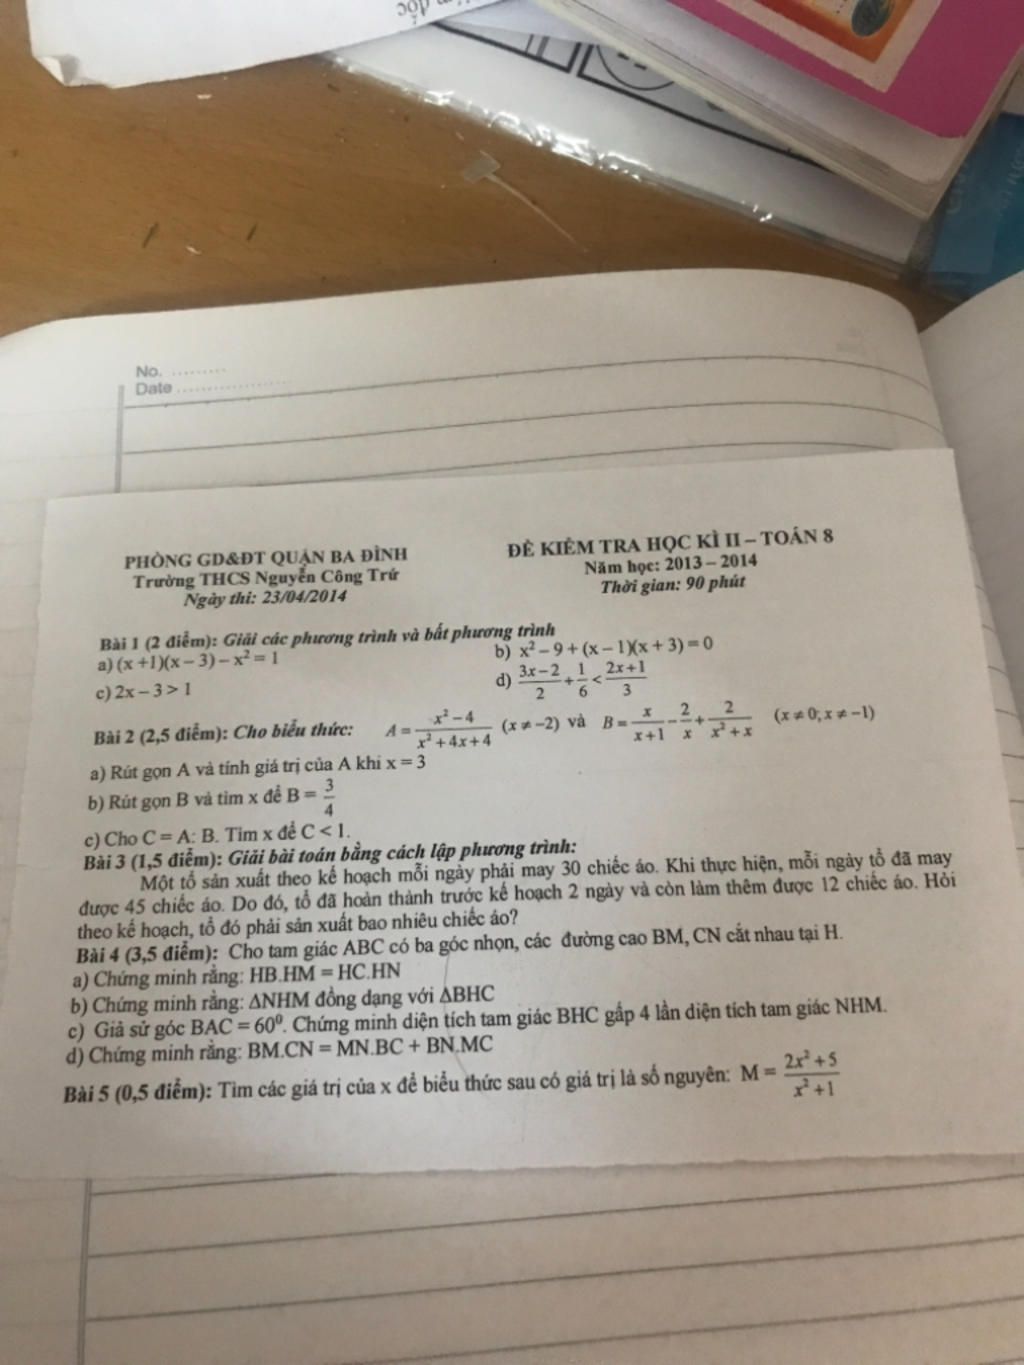 No. .........
Date ....................
PHÒNG GD&ĐT QUẬN BA ĐÌNH
Trường THCS Nguyễn Công Trứ
Ngày thi: 23/04/2014
ĐỀ KIỂM TRA HỌC KÌ II – TOÁN 8
Năm học: 2013 – 2014
Thời gian: 90 phút
Bài 1 (2 điểm): Giải các phương trình và bất phương trình
a) (x +1)(x – 3) – x² = 1
b) x² – 9 + (x – 1)(x + 3) = 0
c) 2x – 3 > 1
d) (3x – 2)/2 + 1/6 < (2x + 1)/3
Bài 2 (2,5 điểm): Cho biểu thức: A = (x² – 4)/(x² + 4x + 4) (x ≠ –2) và B = x/(x+1) – 2/x + 2/(x² + x) (x ≠ 0; x ≠ –1)
a) Rút gọn A và tính giá trị của A khi x = 3
b) Rút gọn B và tìm x để B = 3/4
c) Cho C = A: B. Tìm x để C < 1.
Bài 3 (1,5 điểm): Giải bài toán bằng cách lập phương trình:
Một tổ sản xuất theo kế hoạch mỗi ngày phải may 30 chiếc áo. Khi thực hiện, mỗi ngày tổ đã may
được 45 chiếc áo. Do đó, tổ đã hoàn thành trước kế hoạch 2 ngày và còn làm thêm được 12 chiếc áo. Hỏi
theo kế hoạch, tổ đó phải sản xuất bao nhiêu chiếc áo?
Bài 4 (3,5 điểm): Cho tam giác ABC có ba góc nhọn, các đường cao BM, CN cắt nhau tại H.
a) Chứng minh rằng: HB.HM = HC.HN
b) Chứng minh rằng: ΔNHM đồng dạng với ΔBHC
c) Giả sử góc BAC = 60⁰. Chứng minh diện tích tam giác BHC gấp 4 lần diện tích tam giác NHM.
d) Chứng minh rằng: BM.CN = MN.BC + BN.MC
Bài 5 (0,5 điểm): Tìm các giá trị của x để biểu thức sau có giá trị là số nguyên: M = (2x² + 5)/(x² + 1)